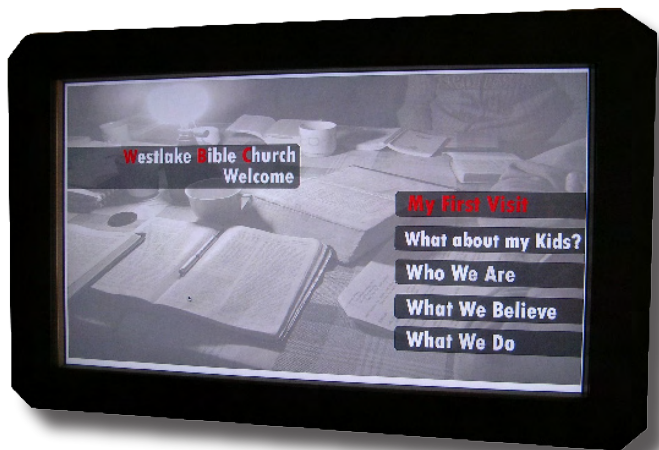 Westlake Bible Church
Welcome
My First Visit
What about my Kids?
Who We Are
What We Believe
What We Do